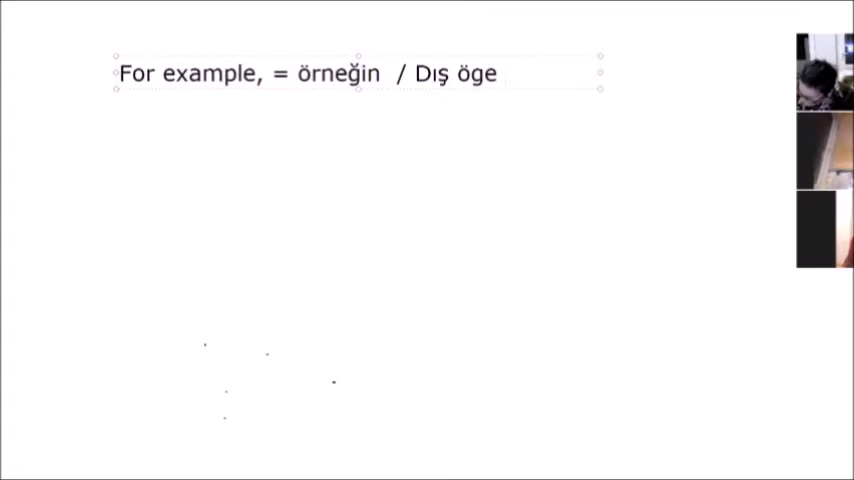 For example, = örneğin / Dış öge